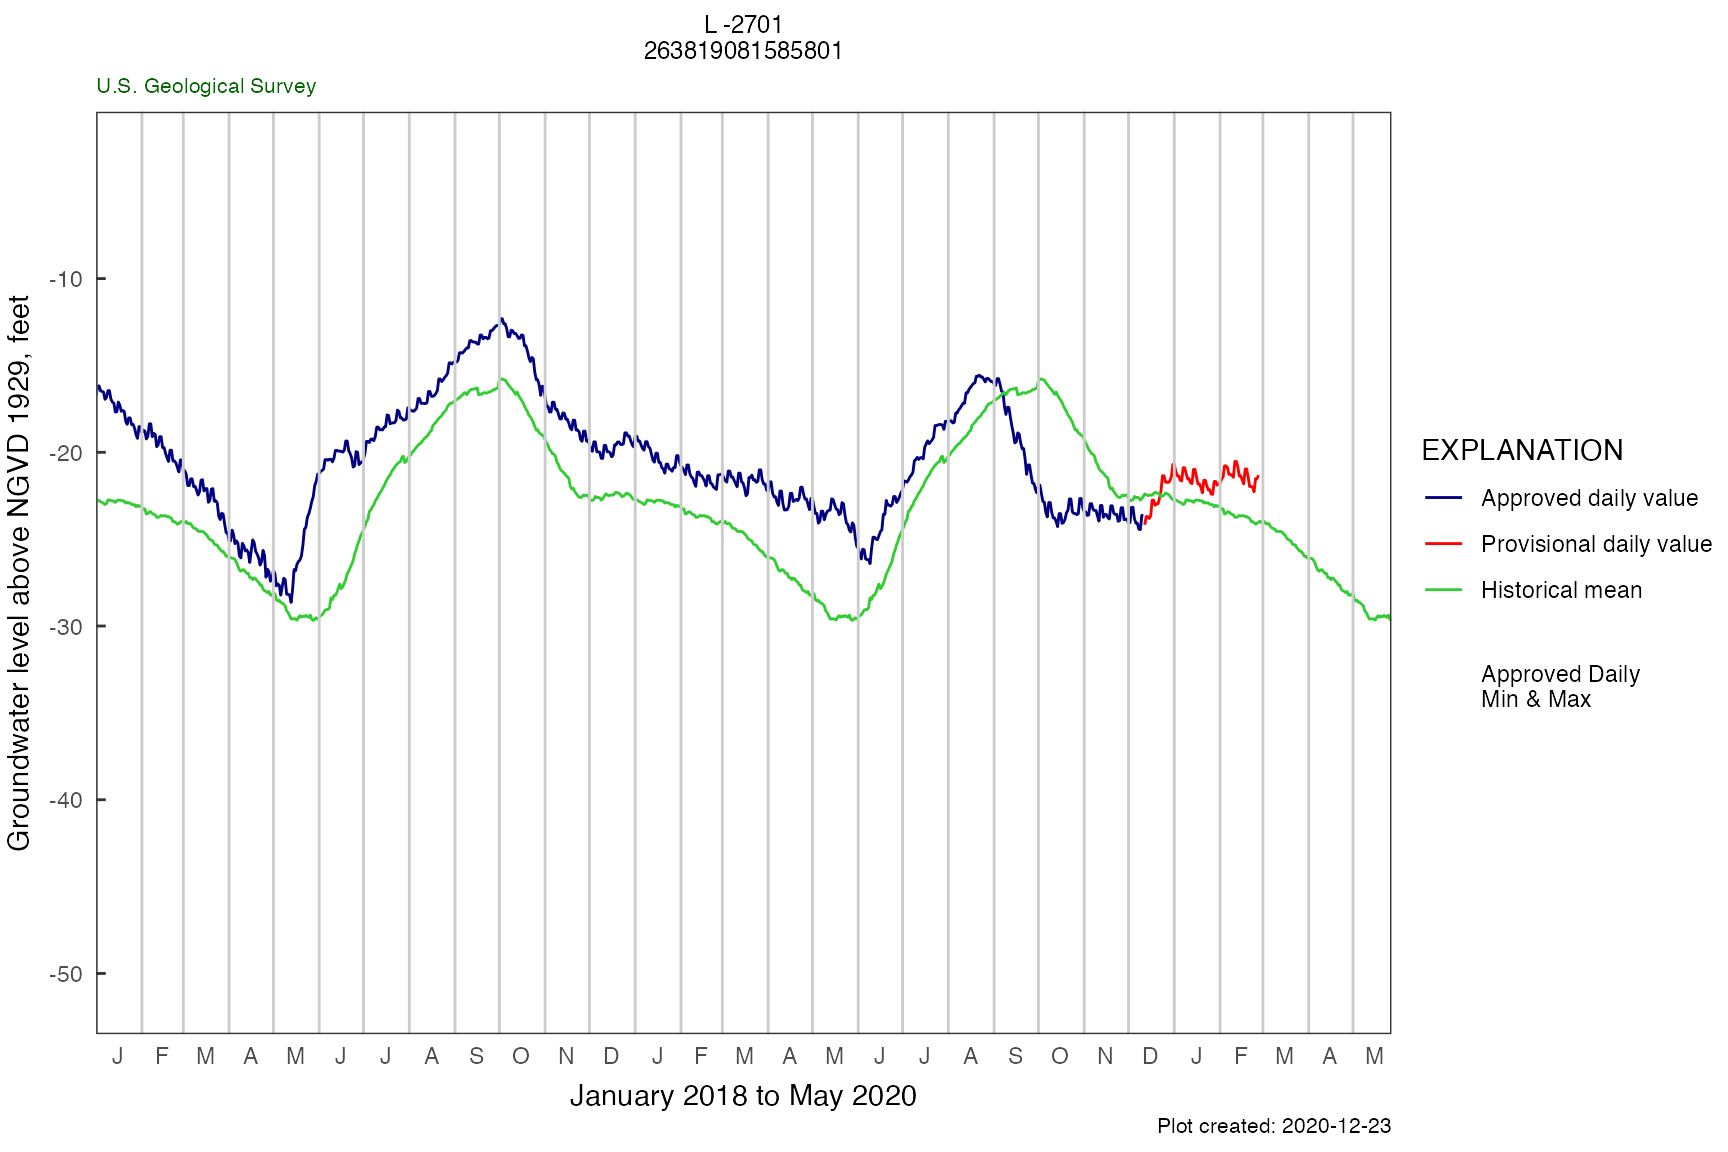 L -2701
263819081585801
U.S. Geological Survey
Groundwater level above NGVD 1929, feet
-10
-20
-30
-40
-50
J F M A M J J A S O N D J F M A M J J A S O N D J F M A M
January 2018 to May 2020
EXPLANATION
Approved daily value
Provisional daily value
Historical mean
Approved Daily
Min & Max
Plot created: 2020-12-23